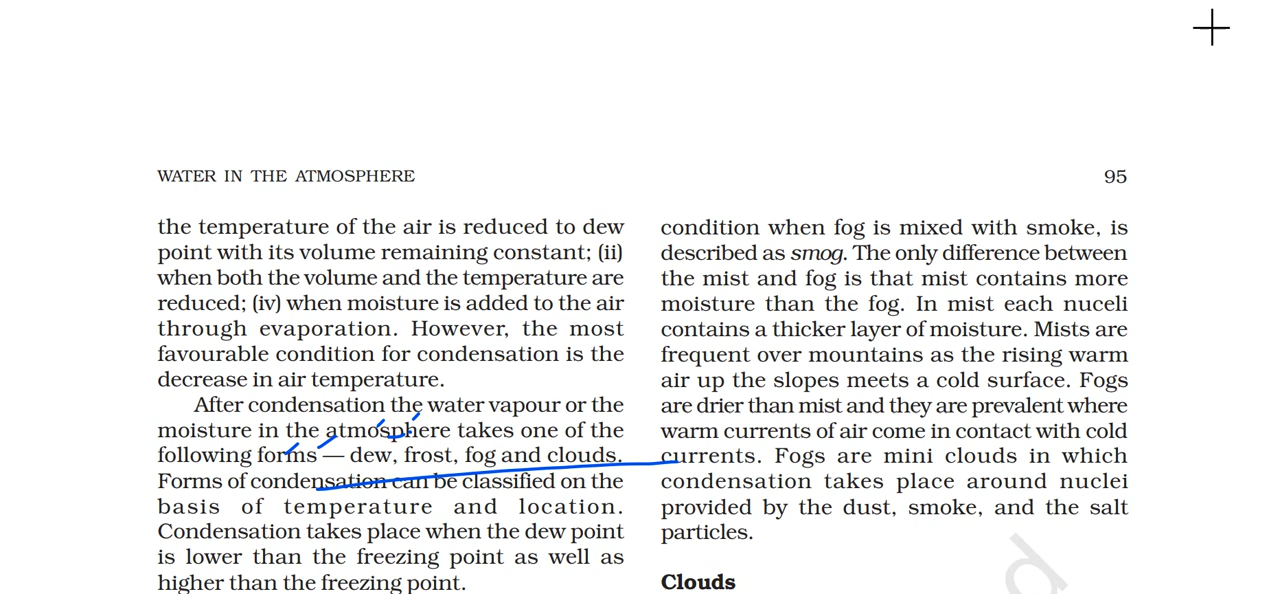 WATER IN THE ATMOSPHERE
95
the temperature of the air is reduced to dew
point with its volume remaining constant; (ii)
when both the volume and the temperature are
reduced; (iv) when moisture is added to the air
through evaporation. However, the most
favourable condition for condensation is the
decrease in air temperature.
After condensation the water vapour or the
moisture in the atmosphere takes one of the
following forms — dew, frost, fog and clouds.
Forms of condensation can be classified on the
basis of temperature and location.
Condensation takes place when the dew point
is lower than the freezing point as well as
higher than the freezing point.
condition when fog is mixed with smoke, is
described as smog. The only difference between
the mist and fog is that mist contains more
moisture than the fog. In mist each nuceli
contains a thicker layer of moisture. Mists are
frequent over mountains as the rising warm
air up the slopes meets a cold surface. Fogs
are drier than mist and they are prevalent where
warm currents of air come in contact with cold
currents. Fogs are mini clouds in which
condensation takes place around nuclei
provided by the dust, smoke, and the salt
particles.
Clouds
d